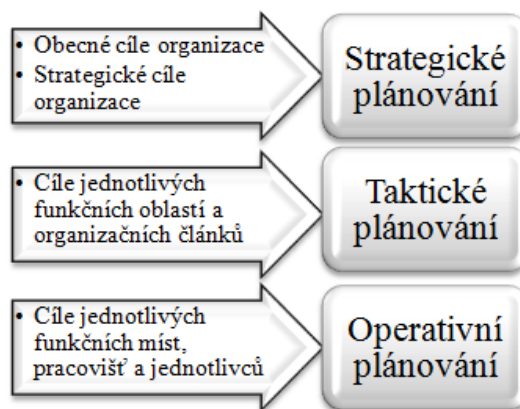 • Obecné cíle organizace
• Strategické cíle
organizace
Strategické
plánování
• Cíle jednotlivých
funkčních oblastí a
organizačních článků
Taktické
plánování
• Cíle jednotlivých
funkčních míst,
pracovišť a jednotlivců
Operativní
plánování